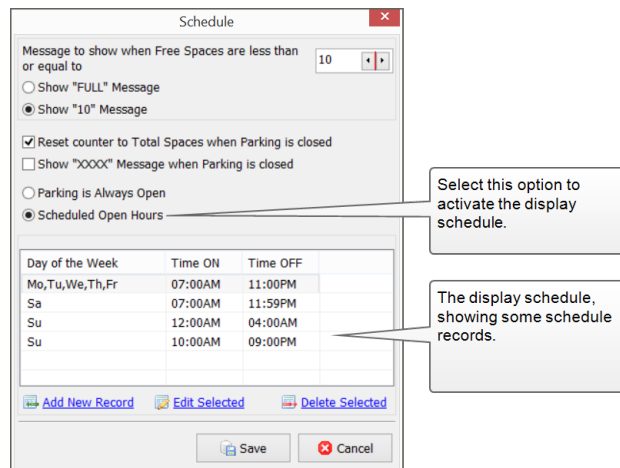 Schedule
Message to show when Free Spaces are less than
or equal to
10
Show "FULL" Message
Show "10" Message
Reset counter to Total Spaces when Parking is closed
Show "XXXX" Message when Parking is closed
Parking is Always Open
Scheduled Open Hours
Select this option to
activate the display
schedule.
Day of the Week Time ON Time OFF
Mo,Tu,We,Th,Fr 07:00AM 11:00PM
Sa 07:00AM 11:59PM
Su 12:00AM 04:00AM
Su 10:00AM 09:00PM
The display schedule,
showing some schedule
records.
Add New Record Edit Selected Delete Selected
Save Cancel